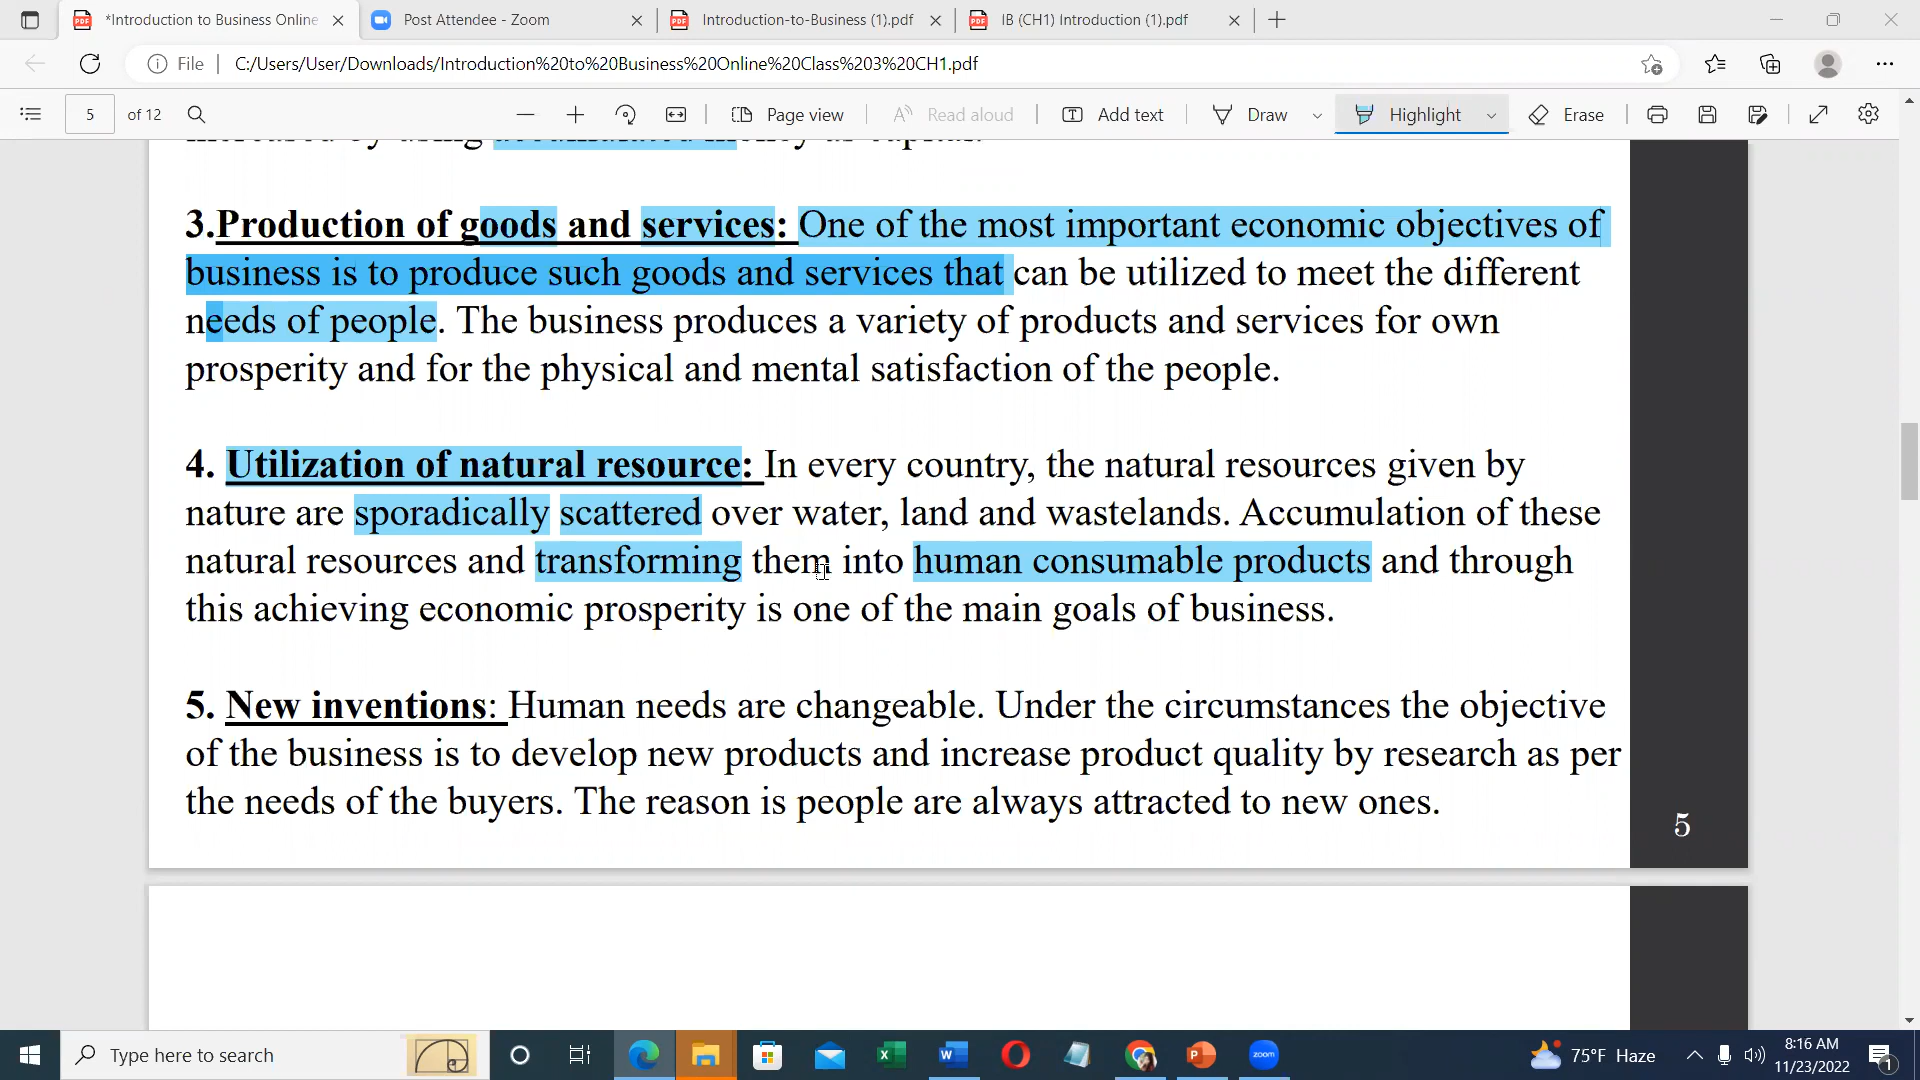 *Introduction to Business Online
Post Attendee - Zoom
Introduction-to-Business (1).pdf
IB (CH1) Introduction (1).pdf
File
C:/Users/User/Downloads/Introduction%20to%20Business%20Online%20Class%203%20CH1.pdf
5 of 12
Page view
Read aloud
Add text
Draw
Highlight
Erase
increased by using accumulated money as capital.
3.Production of goods and services: One of the most important economic objectives of
business is to produce such goods and services that can be utilized to meet the different
needs of people. The business produces a variety of products and services for own
prosperity and for the physical and mental satisfaction of the people.
4. Utilization of natural resource: In every country, the natural resources given by
nature are sporadically scattered over water, land and wastelands. Accumulation of these
natural resources and transforming them into human consumable products and through
this achieving economic prosperity is one of the main goals of business.
5. New inventions: Human needs are changeable. Under the circumstances the objective
of the business is to develop new products and increase product quality by research as per
the needs of the buyers. The reason is people are always attracted to new ones.
5
Type here to search
zoom
75°F Haze
8:16 AM
11/23/2022
1